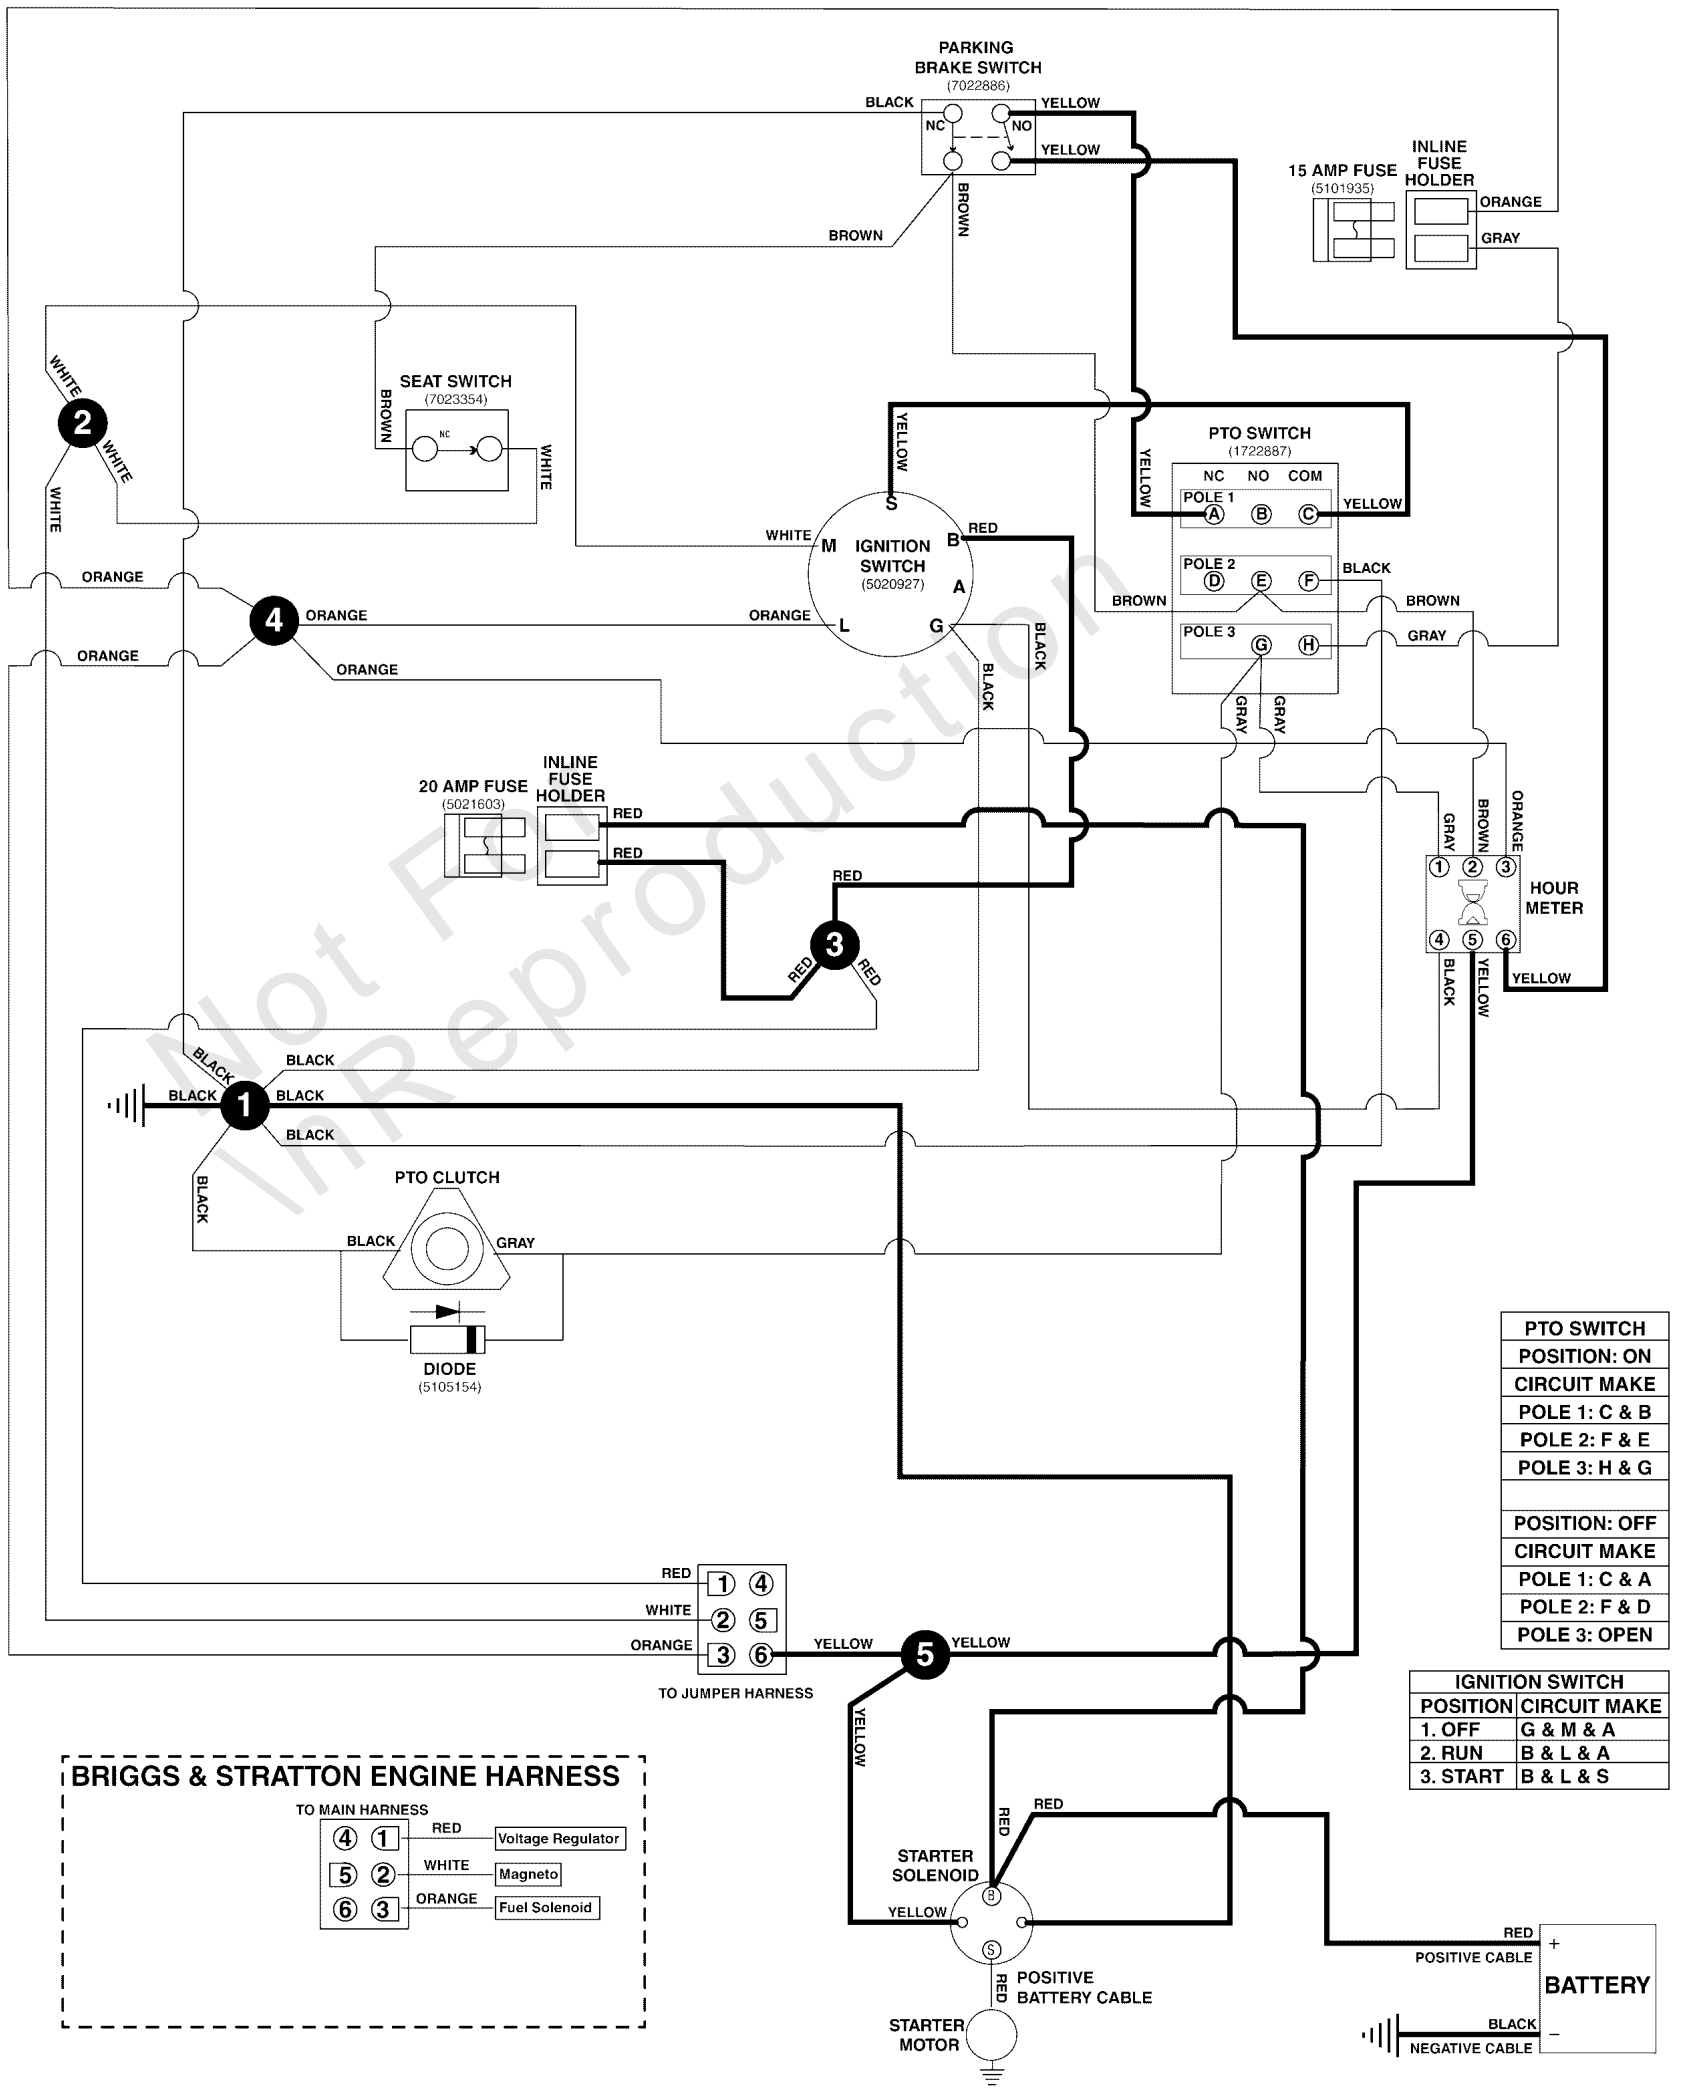 PARKING
BRAKE SWITCH
(7022886)
BLACK
YELLOW
NC
NO
YELLOW
BROWN
BROWN
INLINE
FUSE
HOLDER
15 AMP FUSE
(5101935)
ORANGE
GRAY
WHITE
2
WHITE
WHITE
SEAT SWITCH
(7023354)
BROWN
NC
WHITE
YELLOW
S
WHITE
M
IGNITION
SWITCH
(5020927)
B
RED
A
L
G
BLACK
BLACK
YELLOW
PTO SWITCH
(1722887)
NC NO COM
POLE 1
A B C
YELLOW
POLE 2
D E F
BLACK
BROWN
BROWN
POLE 3
G H
GRAY
GRAY
GRAY
ORANGE
4
ORANGE
ORANGE
ORANGE
ORANGE
INLINE
FUSE
HOLDER
20 AMP FUSE
(5021603)
RED
RED
RED
3
RED
RED
GRAY
BROWN
ORANGE
1 2 3
HOUR
METER
4 5 6
BLACK
YELLOW
YELLOW
Not For
\nReproduction
BLACK
BLACK
BLACK
1
BLACK
BLACK
BLACK
PTO CLUTCH
BLACK
GRAY
DIODE
(5105154)
PTO SWITCH
POSITION: ON
CIRCUIT MAKE
POLE 1: C & B
POLE 2: F & E
POLE 3: H & G
POSITION: OFF
CIRCUIT MAKE
POLE 1: C & A
POLE 2: F & D
POLE 3: OPEN
IGNITION SWITCH
POSITION CIRCUIT MAKE
1. OFF G & M & A
2. RUN B & L & A
3. START B & L & S
RED
1 4
WHITE
2 5
ORANGE
3 6
YELLOW
5
YELLOW
TO JUMPER HARNESS
YELLOW
BRIGGS & STRATTON ENGINE HARNESS
TO MAIN HARNESS
4 1
RED
Voltage Regulator
5 2
WHITE
Magneto
6 3
ORANGE
Fuel Solenoid
RED
RED
STARTER
SOLENOID
B
YELLOW
S
RED
POSITIVE
BATTERY CABLE
STARTER
MOTOR
RED
POSITIVE CABLE
+
BATTERY
BLACK
NEGATIVE CABLE
−